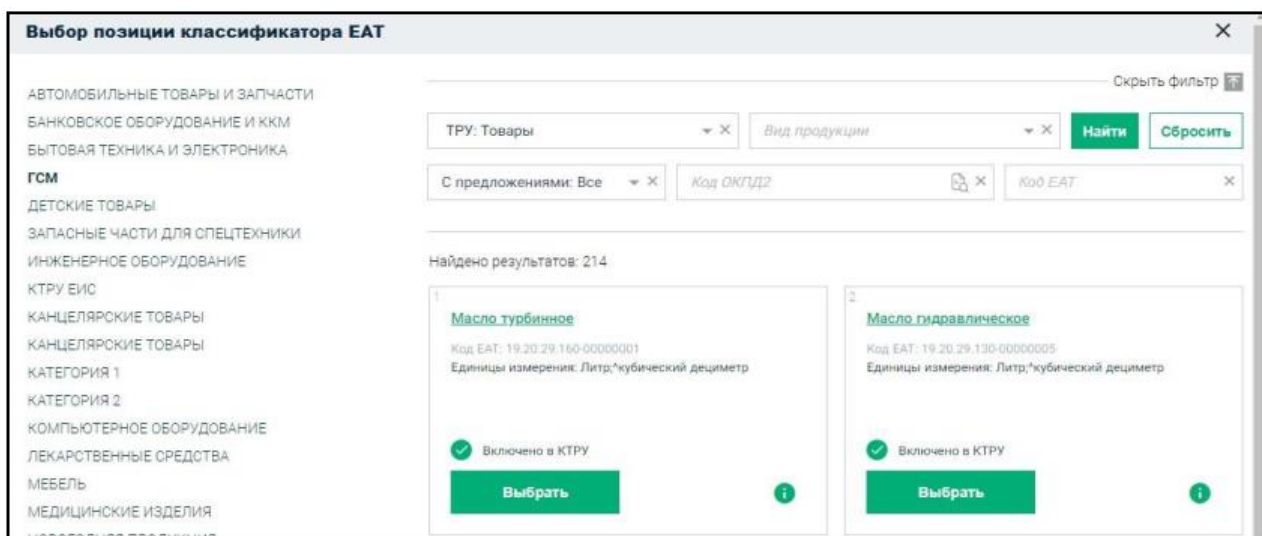 Выбор позиции классификатора ЕАТ
АВТОМОБИЛЬНЫЕ ТОВАРЫ И ЗАПЧАСТИ
БАНКОВСКОЕ ОБОРУДОВАНИЕ И ККМ
БЫТОВАЯ ТЕХНИКА И ЭЛЕКТРОНИКА
ГСМ
ДЕТСКИЕ ТОВАРЫ
ЗАПАСНЫЕ ЧАСТИ ДЛЯ СПЕЦТЕХНИКИ
ИНЖЕНЕРНОЕ ОБОРУДОВАНИЕ
КТРУ ЕИС
КАНЦЕЛЯРСКИЕ ТОВАРЫ
КАНЦЕЛЯРСКИЕ ТОВАРЫ
КАТЕГОРИЯ 1
КАТЕГОРИЯ 2
КОМПЬЮТЕРНОЕ ОБОРУДОВАНИЕ
ЛЕКАРСТВЕННЫЕ СРЕДСТВА
МЕБЕЛЬ
МЕДИЦИНСКИЕ ИЗДЕЛИЯ
Скрыть фильтр
ТРУ: Товары
Вид продукции
Найти
Сбросить
С предложениями: Все
Код ОКПД2
Код ЕАТ
Найдено результатов: 214
1
Масло турбинное
Код ЕАТ: 19.20.29.160-00000001
Единицы измерения: Литр;^кубический дециметр
Включено в КТРУ
Выбрать
2
Масло гидравлическое
Код ЕАТ: 19.20.29.130-00000005
Единицы измерения: Литр;^кубический дециметр
Включено в КТРУ
Выбрать